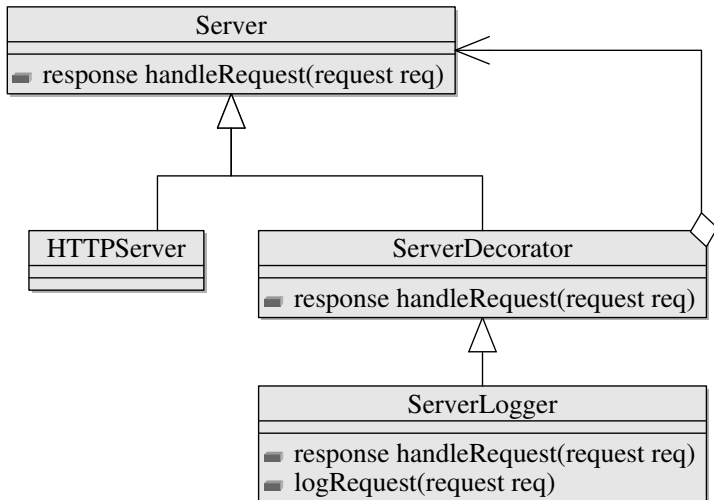 Server
response handleRequest(request req)
HTTPServer
ServerDecorator
response handleRequest(request req)
ServerLogger
response handleRequest(request req)
logRequest(request req)